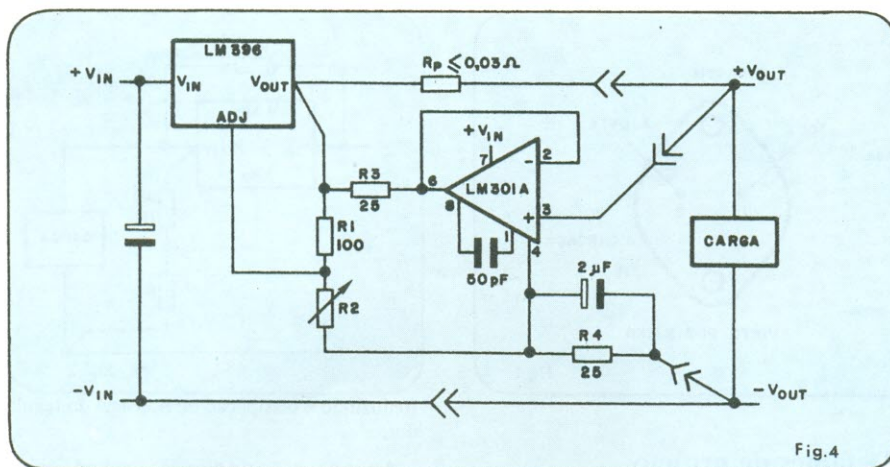 LM396
+VIN
VIN
VOUT
ADJ
Rp ≤ 0,03 Ω
+VOUT
+VIN
7
2
R3
25
6
LM301A
-
+
3
8
1
4
50pF
R1
100
R2
2µF
R4
25
CARGA
-VIN
-VOUT
Fig.4